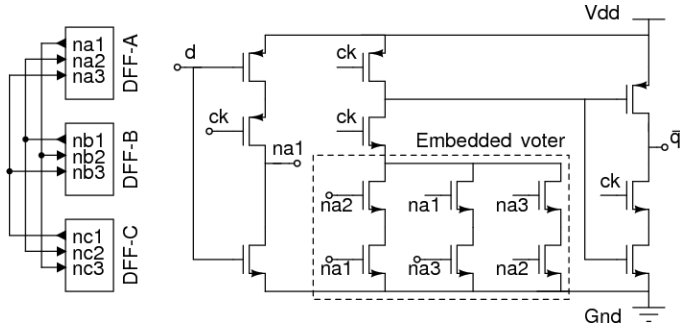 na1
na2
na3
DFF-A
nb1
nb2
nb3
DFF-B
nc1
nc2
nc3
DFF-C
d
ck
na1
ck
ck
Embedded voter
na2
na1
na3
na1
na3
na2
Vdd
q̄
ck
Gnd